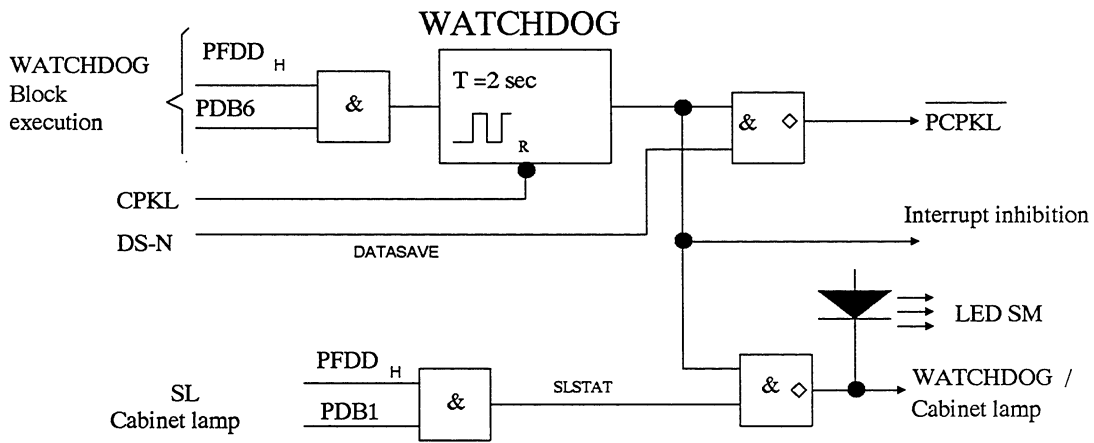 WATCHDOG
WATCHDOG
Block
execution
PFDD H
PDB6
&
T =2 sec
R
&
PCPKL
CPKL
DS-N
DATASAVE
Interrupt inhibition
LED SM
PFDD H
PDB1
SL
Cabinet lamp
&
SLSTAT
&
WATCHDOG /
Cabinet lamp